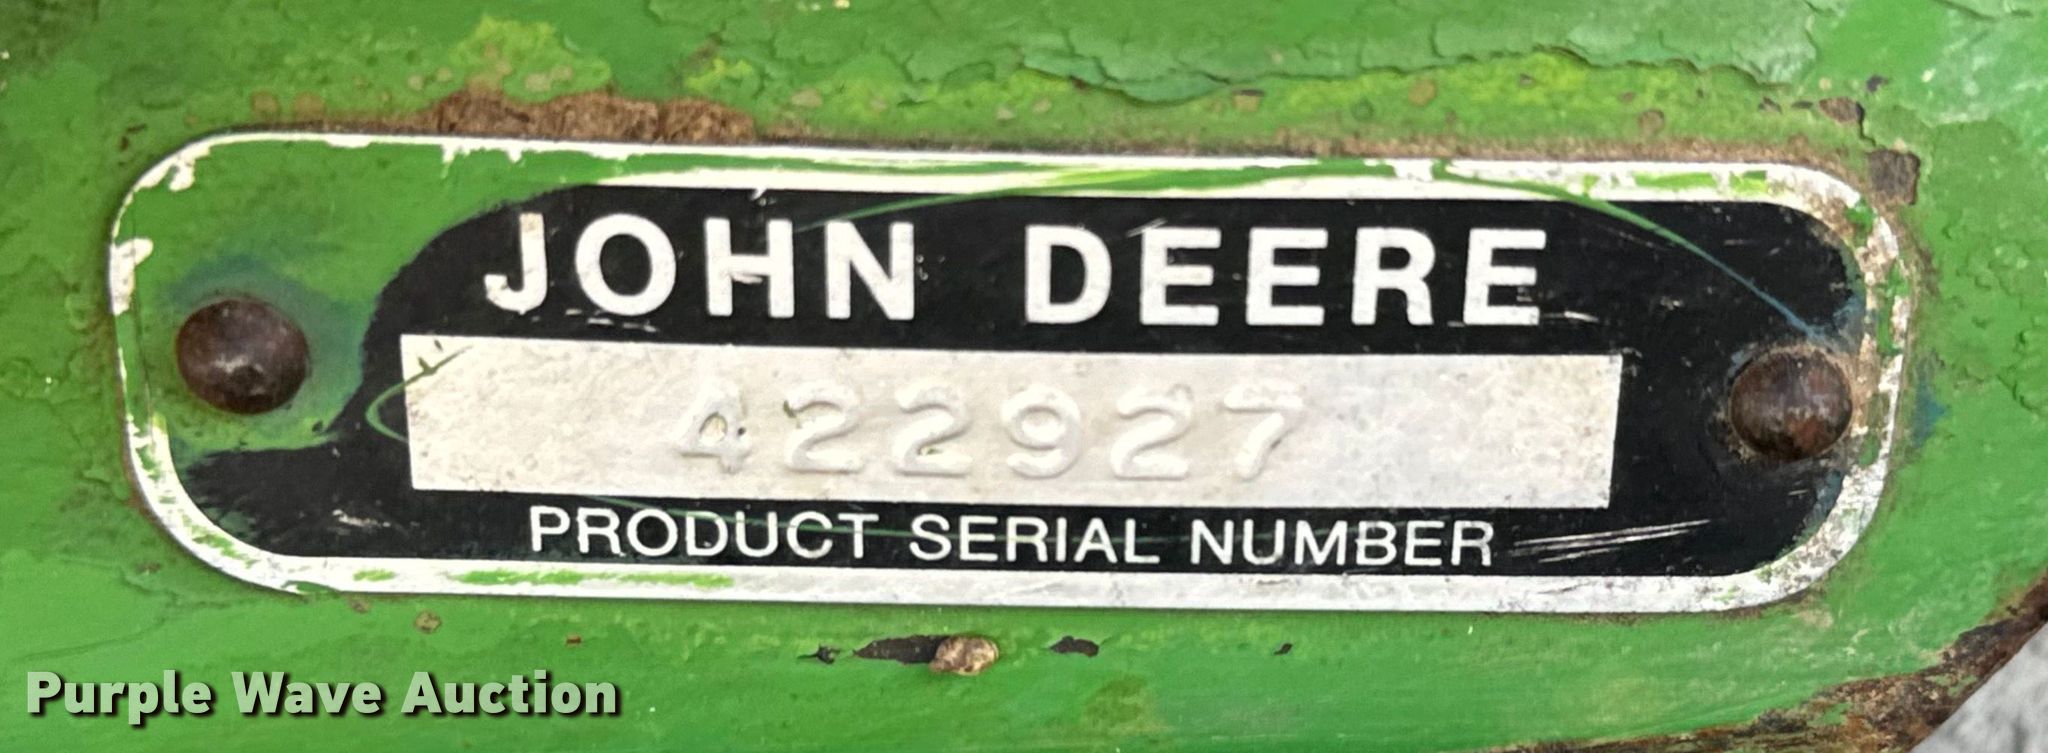 JOHN DEERE
422927
PRODUCT SERIAL NUMBER
Purple Wave Auction